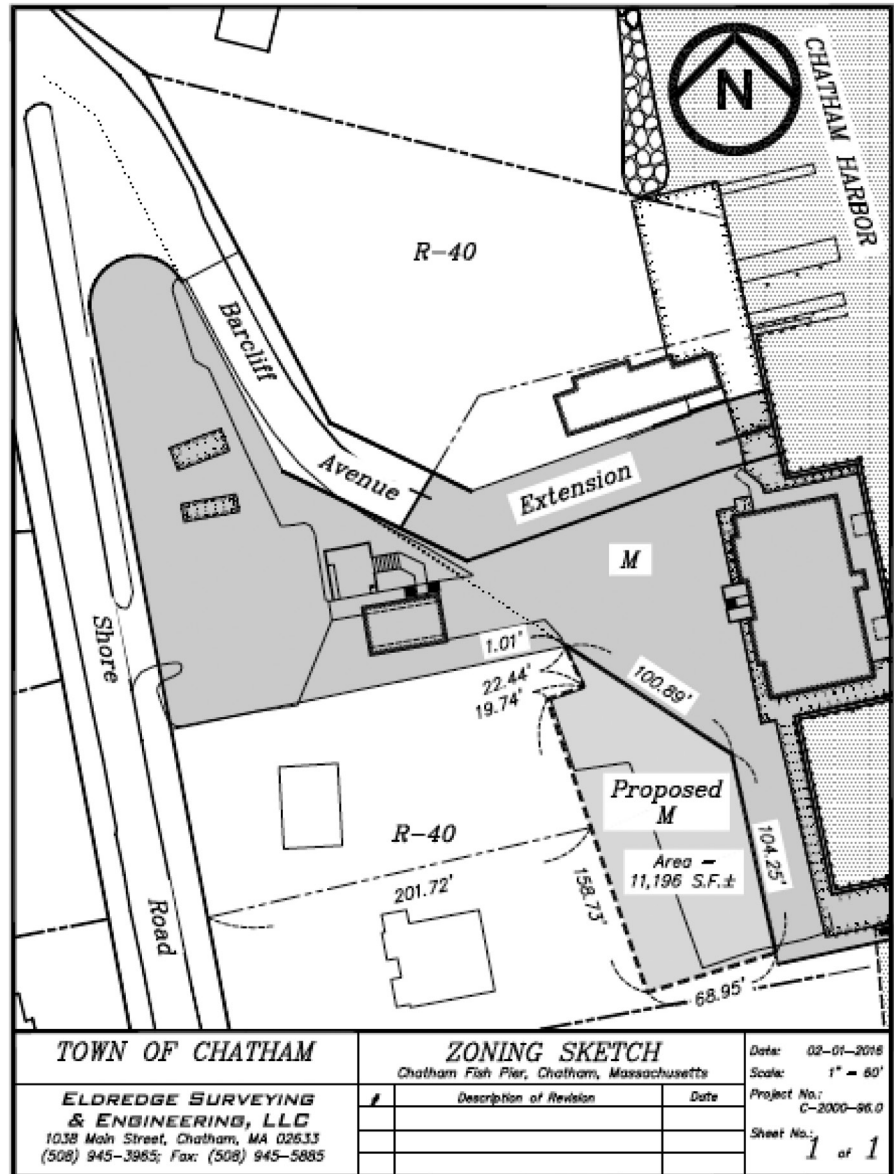 CHATHAM HARBOR
N
R-40
Barcliff
Avenue
Extension
M
Shore
Road
1.01'
22.44'
19.74'
100.89'
Proposed
M
Area =
11,196 S.F.±
104.25'
R-40
201.72'
158.73'
68.95'
TOWN OF CHATHAM
ELDREDGE SURVEYING
& ENGINEERING, LLC
1038 Main Street, Chatham, MA 02633
(508) 945-3965; Fax: (508) 945-5885
ZONING SKETCH
Chatham Fish Pier, Chatham, Massachusetts
# Description of Revision Date
Date: 02-01-2016
Scale: 1" = 60'
Project No.:
C-2000-96.0
Sheet No.:
1 of 1